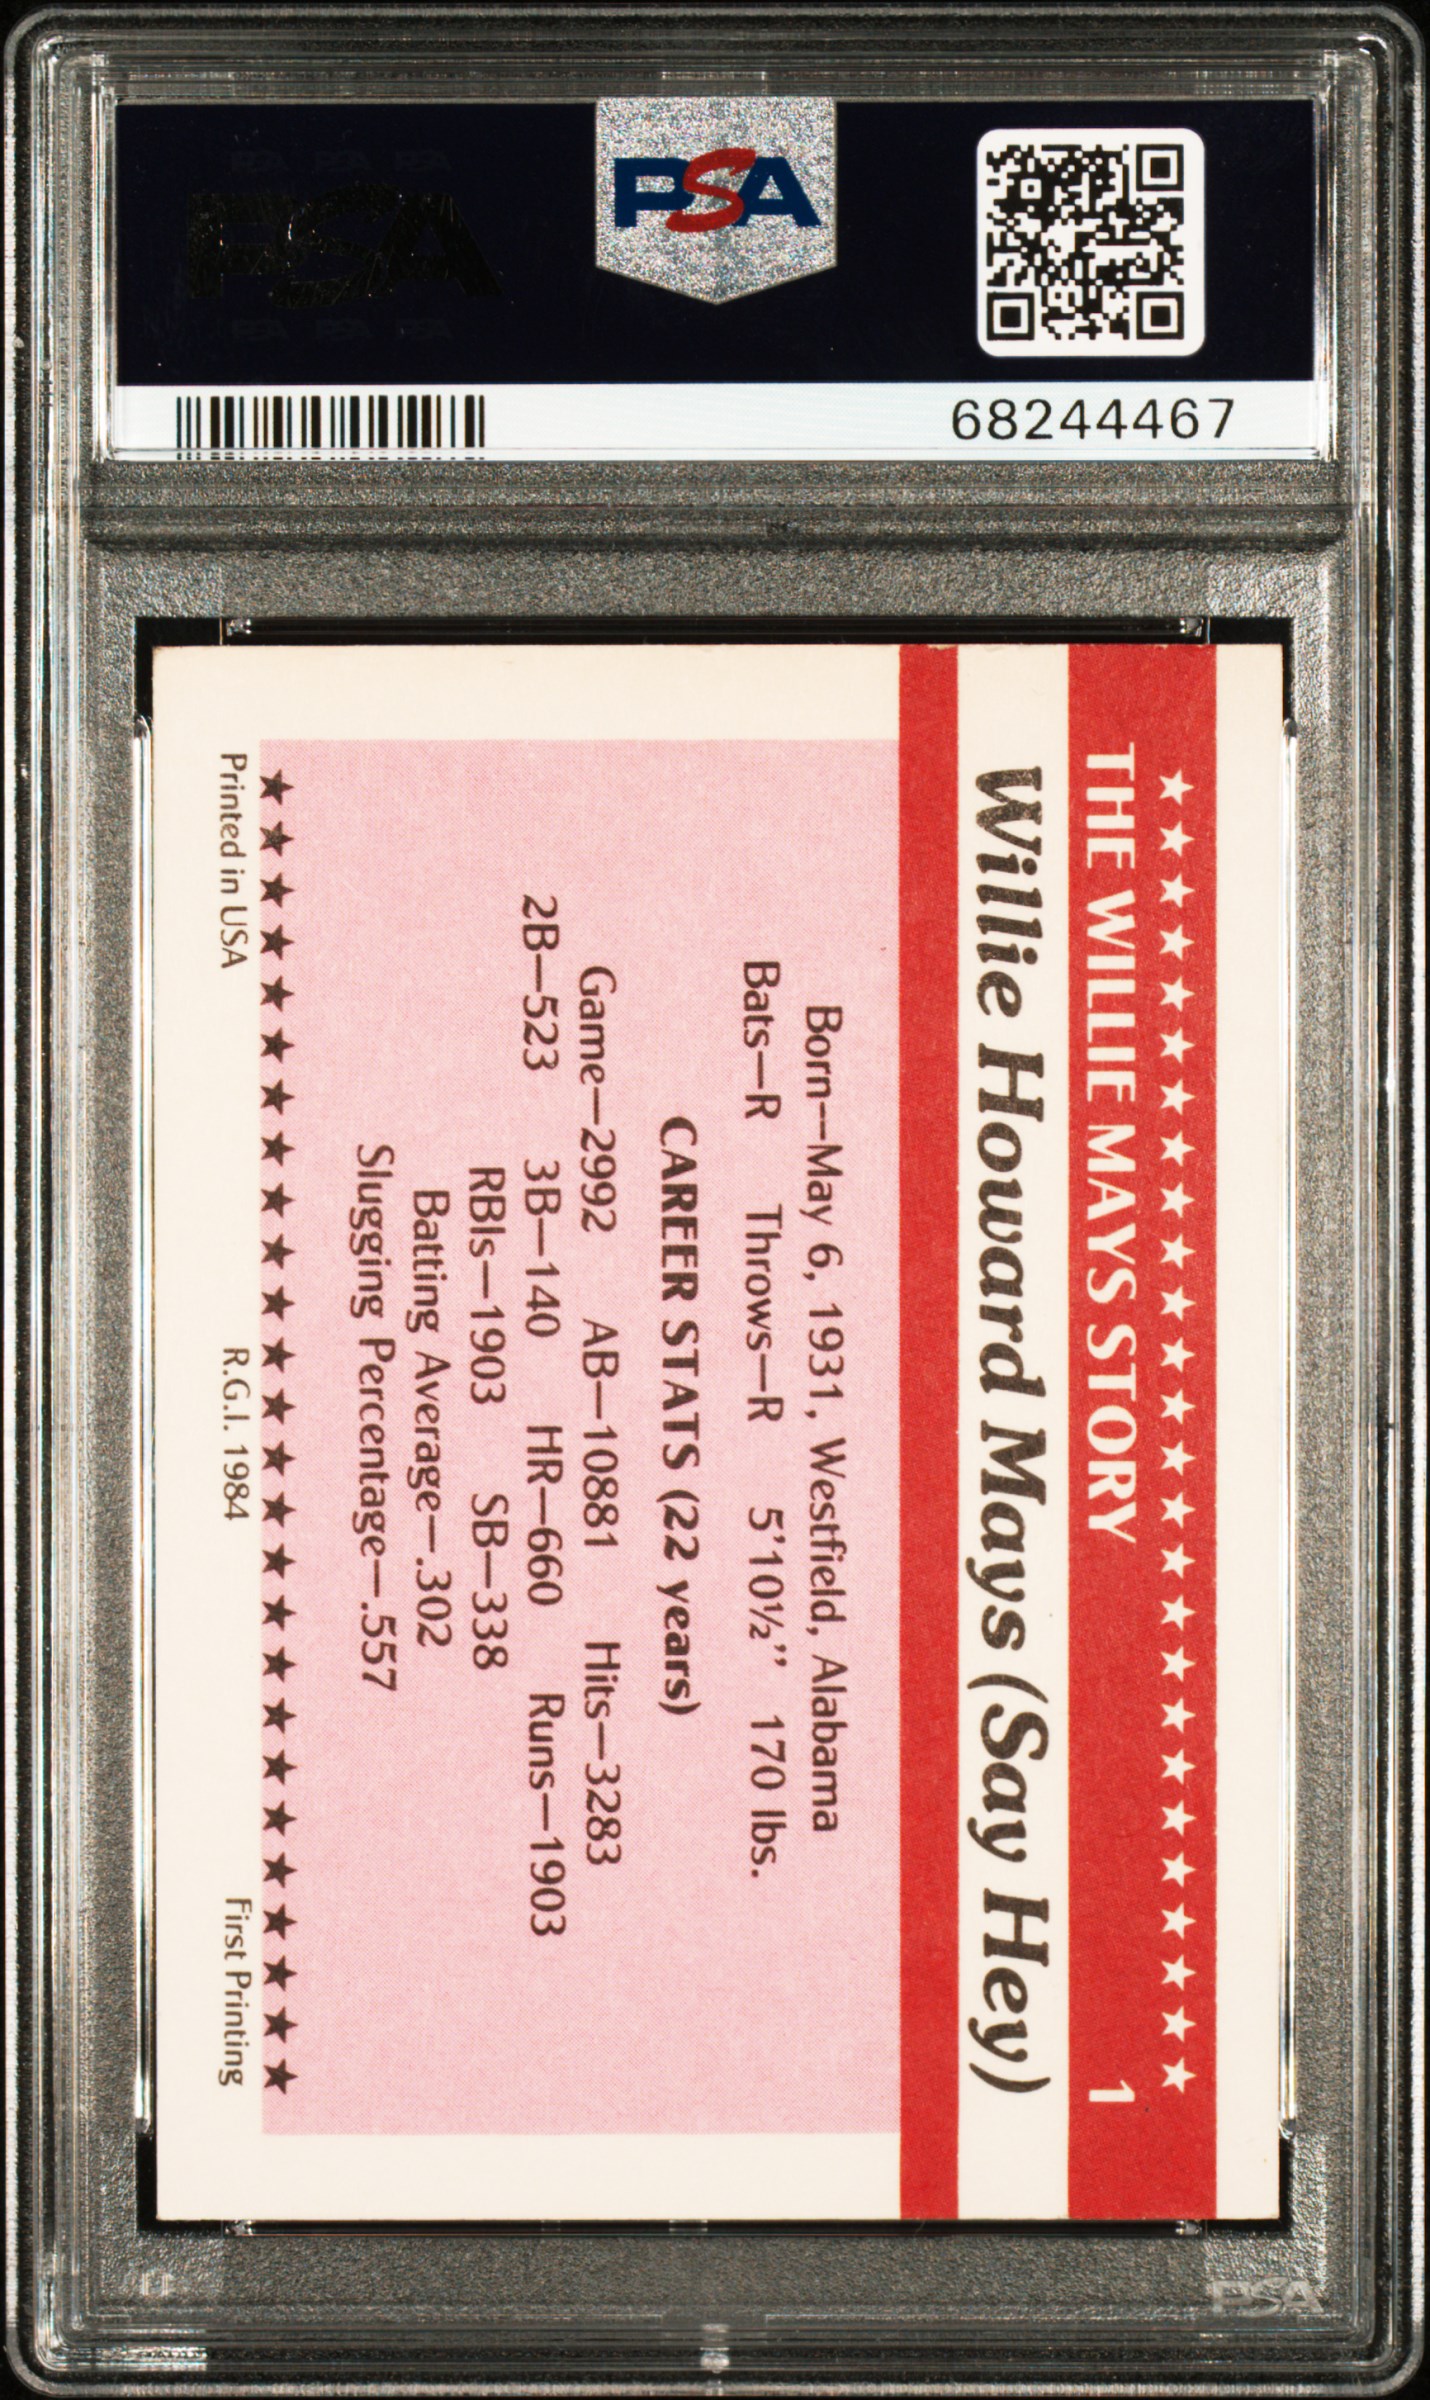 PSA
68244467
THE WILLIE MAYS STORY 1
Willie Howard Mays (Say Hey)
Born—May 6, 1931, Westfield, Alabama
Bats—R Throws—R 5'10½’’ 170 lbs.
CAREER STATS (22 years)
Game—2992 AB—10881 Hits—3283
2B—523 3B—140 HR—660 Runs—1903
RBIs—1903 SB—338
Batting Average—.302
Slugging Percentage—.557
Printed in USA R.G.I. 1984 First Printing
PSA